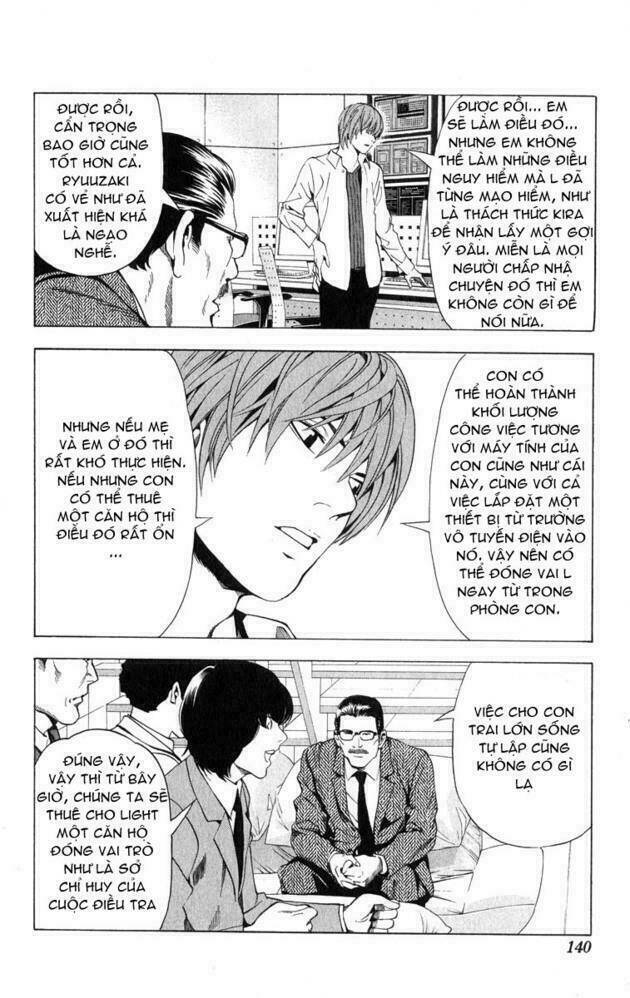 ĐƯỢC RỒI... EM
SẼ LÀM ĐIỀU ĐÓ...
NHƯNG EM KHÔNG
THỂ LÀM NHỮNG ĐIỀU
NGUY HIỂM MÀ L ĐÃ
TỪNG MẠO HIỂM, NHƯ
LÀ THÁCH THỨC KIRA
ĐỂ NHẬN LẤY MỘT GỢI
Ý ĐÂU. MIỄN LÀ MỌI
NGƯỜI CHẤP NHẬ
CHUYỆN ĐÓ THÌ EM
KHÔNG CÒN GÌ ĐỂ
NÓI NỮA.
ĐƯỢC RỒI,
CẨN TRỌNG
BAO GIỜ CŨNG
TỐT HƠN CẢ.
RYUUZAKI
CÓ VẺ NHƯ ĐÃ
XUẤT HIỆN KHÁ
LÀ NGẠO
NGHỄ.
CON CÓ
THỂ HOÀN THÀNH
KHỐI LƯỢNG
CÔNG VIỆC TƯƠNG
VỚI MÁY TÍNH CỦA
CON CŨNG NHƯ CÁI
NÀY, CÙNG VỚI CẢ
VIỆC LẮP ĐẶT MỘT
THIẾT BỊ TỪ TRƯỜNG
VÔ TUYẾN ĐIỆN VÀO
NÓ. VẬY NÊN CÓ
THỂ ĐÓNG VAI L
NGAY TỪ TRONG
PHÒNG CON.
NHƯNG NẾU MẸ
VÀ EM Ở ĐÓ THÌ
RẤT KHÓ THỰC HIỆN.
NẾU NHƯNG CON
CÓ THỂ THUÊ
MỘT CĂN HỘ THÌ
ĐIỀU ĐÓ RẤT ỔN
...
VIỆC CHO CON
TRAI LỚN SỐNG
TỰ LẬP CŨNG
KHÔNG CÓ GÌ
LẠ
ĐÚNG VẬY,
VẬY THÌ TỪ BÂY
GIỜ, CHÚNG TA SẼ
THUÊ CHO LIGHT
MỘT CĂN HỘ
ĐÓNG VAI TRÒ
NHƯ LÀ SỞ
CHỈ HUY CỦA
CUỘC ĐIỀU TRA
140